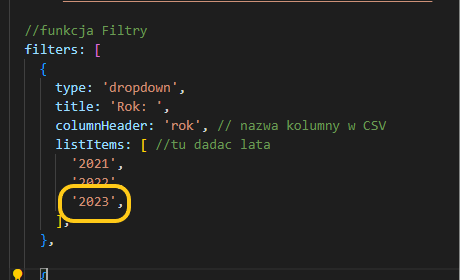 //funkcja Filtry
filters: [
{
type: 'dropdown',
title: 'Rok: ',
columnHeader: 'rok', // nazwa kolumny w CSV
listItems: [ //tu dadac lata
'2021',
'2022',
'2023',
],
},
{